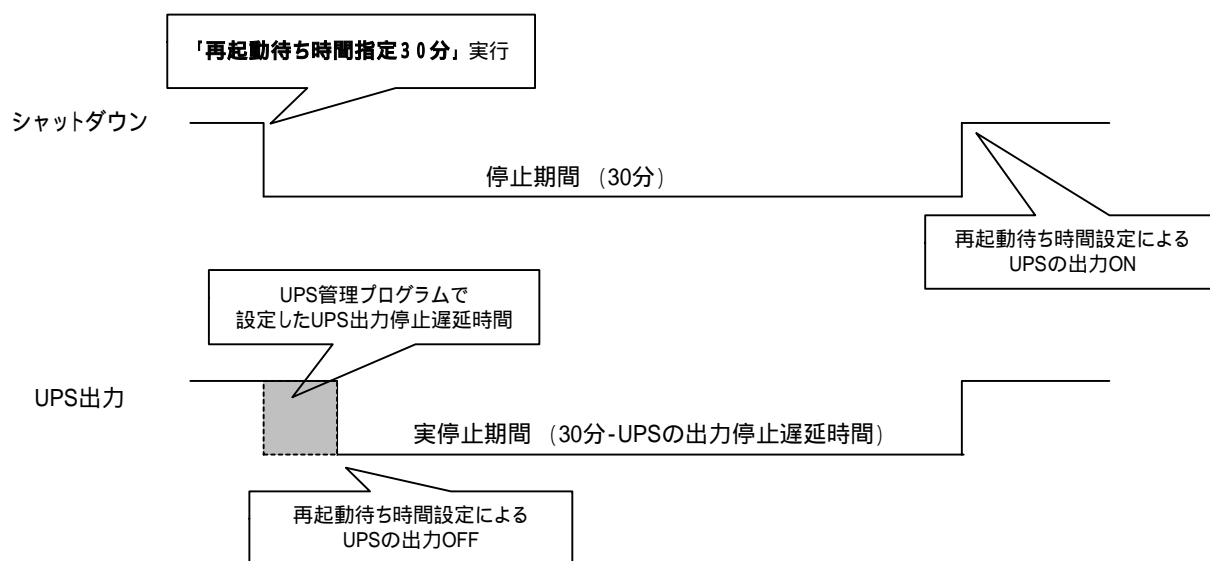 「再起動待ち時間指定30分」実行
シャットダウン
停止期間 (30分)
再起動待ち時間設定による
UPSの出力ON
UPS管理プログラムで
設定したUPS出力停止遅延時間
UPS出力
実停止期間 (30分-UPSの出力停止遅延時間)
再起動待ち時間設定による
UPSの出力OFF